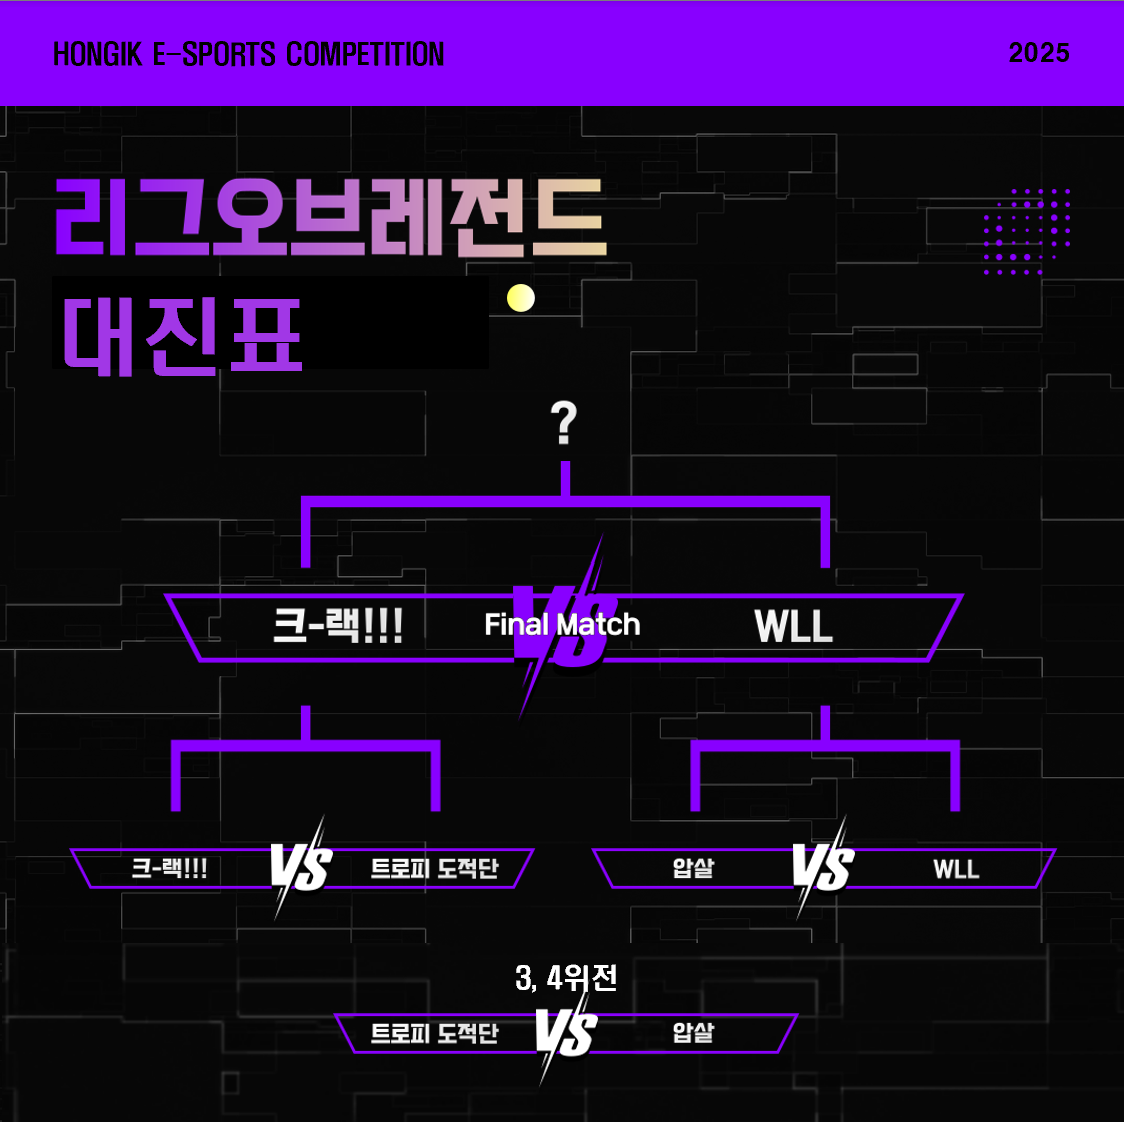 HONGIK E-SPORTS COMPETITION 2025
리그오브레전드
대진표
?
크-랙!!! VS Final Match WLL
크-랙!!! VS 트로피 도적단
압살 VS WLL
3, 4위전
트로피 도적단 VS 압살